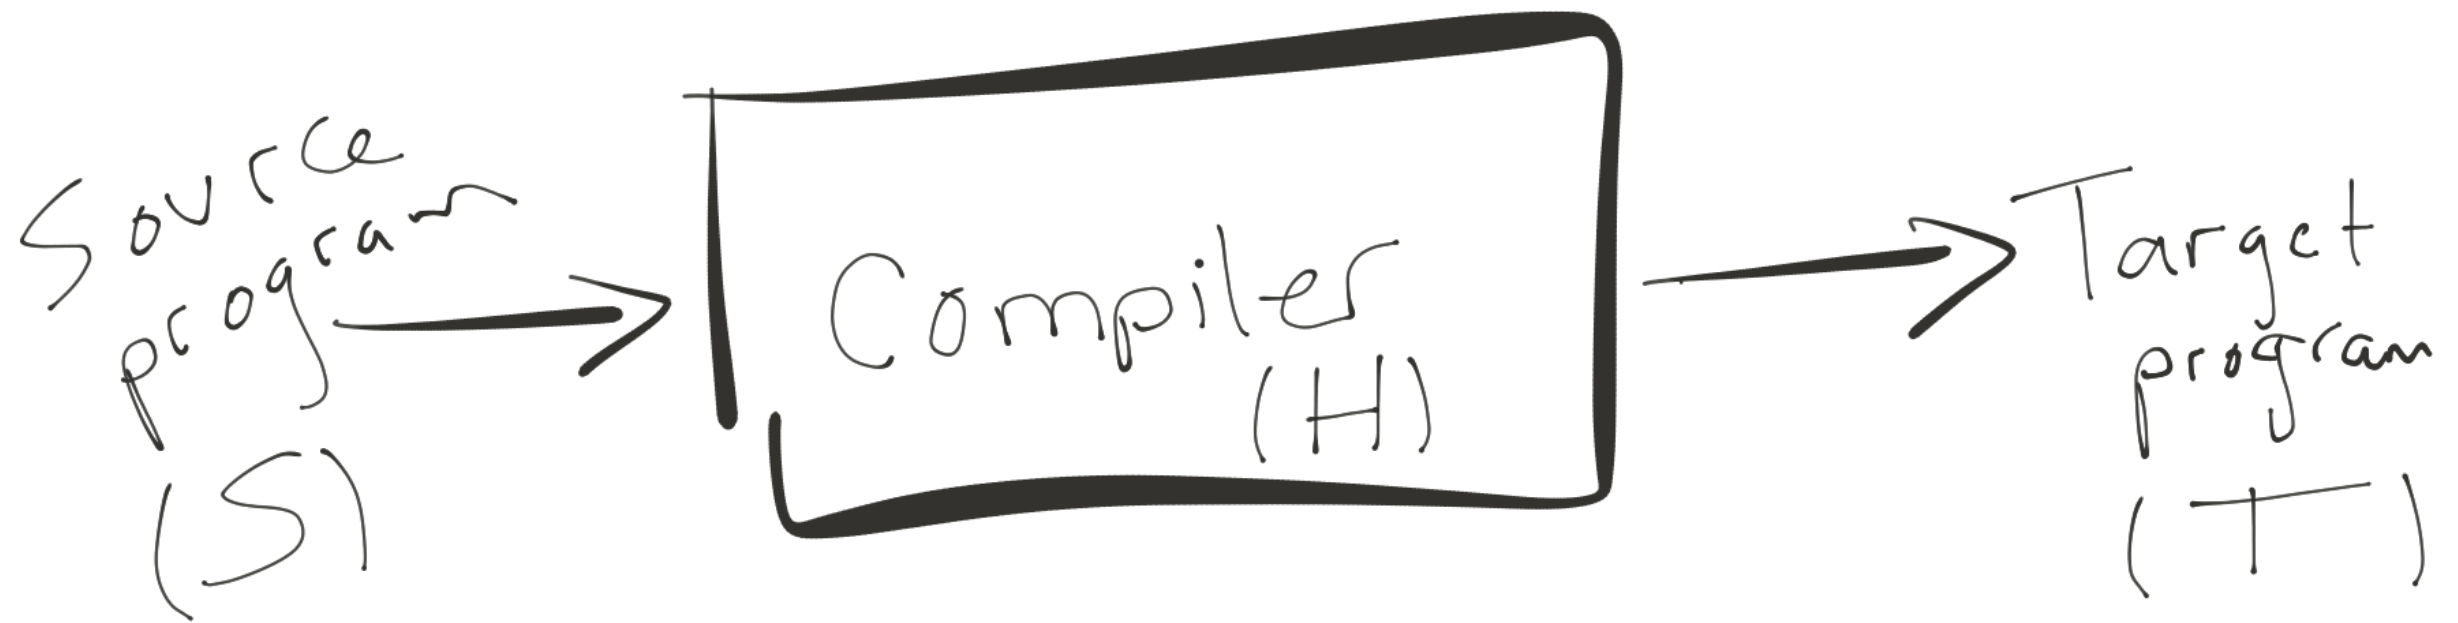 Source
program
(S)
Compiler
(H)
Target
program
(T)